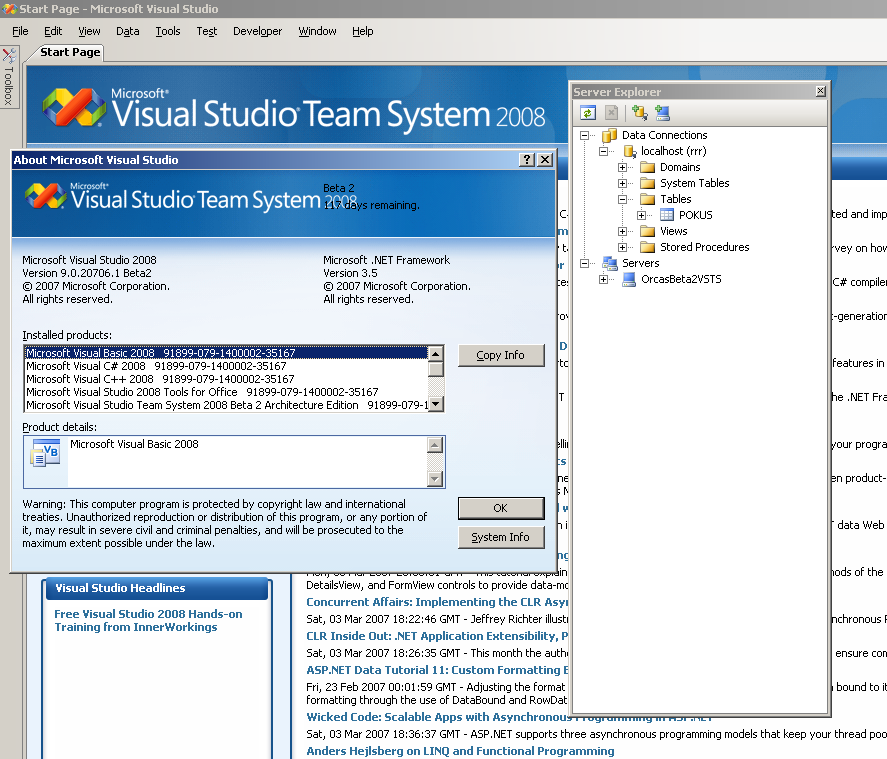 Start Page - Microsoft Visual Studio
File Edit View Data Tools Test Developer Window Help
Toolbox
Start Page
Microsoft®
Visual Studio Team System 2008
About Microsoft Visual Studio
Microsoft®
Visual Studio Team System 2008
Beta 2
days remaining.
Microsoft Visual Studio 2008
Version 9.0.20706.1 Beta2
© 2007 Microsoft Corporation.
All rights reserved.
Microsoft .NET Framework
Version 3.5
© 2007 Microsoft Corporation.
All rights reserved.
Installed products:
Microsoft Visual Basic 2008 91899-079-1400002-35167
Microsoft Visual C# 2008 91899-079-1400002-35167
Microsoft Visual C++ 2008 91899-079-1400002-35167
Microsoft Visual Studio 2008 Tools for Office 91899-079-1400002-35167
Microsoft Visual Studio Team System 2008 Beta 2 Architecture Edition 91899-079-1
Copy Info
Product details:
VB
Microsoft Visual Basic 2008
Warning: This computer program is protected by copyright law and international
treaties. Unauthorized reproduction or distribution of this program, or any portion of
it, may result in severe civil and criminal penalties, and will be prosecuted to the
maximum extent possible under the law.
OK
System Info
Server Explorer
Data Connections
localhost (rrr)
Domains
System Tables
Tables
POKUS
Views
Stored Procedures
Servers
OrcasBeta2VSTS
ted and imp
rvey on how
C# compiler
-generation
features in
he .NET Fra
your progra
en product-
data Web
hods of the
Visual Studio Headlines
Free Visual Studio 2008 Hands-on
Training from InnerWorkings
DetailsView, and FormView controls to provide data-mo
Concurrent Affairs: Implementing the CLR Asy
Sat, 03 Mar 2007 18:22:46 GMT - Jeffrey Richter illust
nchronous P
CLR Inside Out: .NET Application Extensibility, P
Sat, 03 Mar 2007 18:26:35 GMT - This month the autho
ensure con
ASP.NET Data Tutorial 11: Custom Formatting B
Fri, 23 Feb 2007 00:01:59 GMT - Adjusting the format
bound to it
formatting through the use of DataBound and RowDat
Wicked Code: Scalable Apps with Asynchronous Programming in ASP.NET
Sat, 03 Mar 2007 18:36:37 GMT - ASP.NET supports three asynchronous programming models that keep your thread poo
Anders Hejlsberg on LINQ and Functional Programming